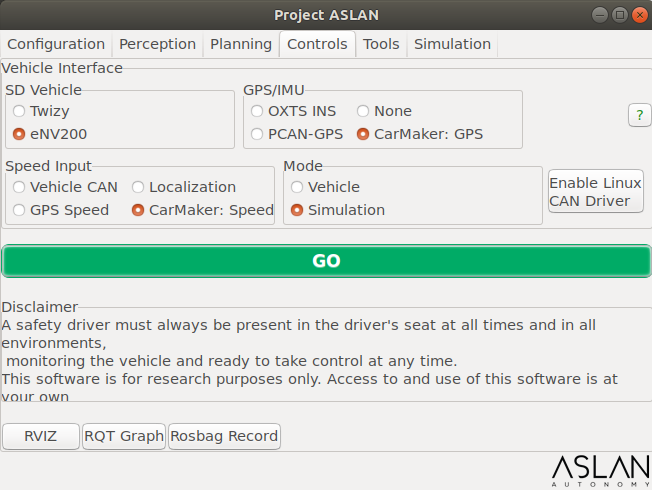 Project ASLAN
Configuration Perception Planning Controls Tools Simulation
Vehicle Interface
SD Vehicle
Twizy
eNV200
GPS/IMU
OXTS INS None
PCAN-GPS CarMaker: GPS
?
Speed Input
Vehicle CAN Localization
GPS Speed CarMaker: Speed
Mode
Vehicle
Simulation
Enable Linux
CAN Driver
GO
Disclaimer
A safety driver must always be present in the driver's seat at all times and in all
environments,
monitoring the vehicle and ready to take control at any time.
This software is for research purposes only. Access to and use of this software is at
your own
RVIZ RQT Graph Rosbag Record
ASLAN
AUTONOMY